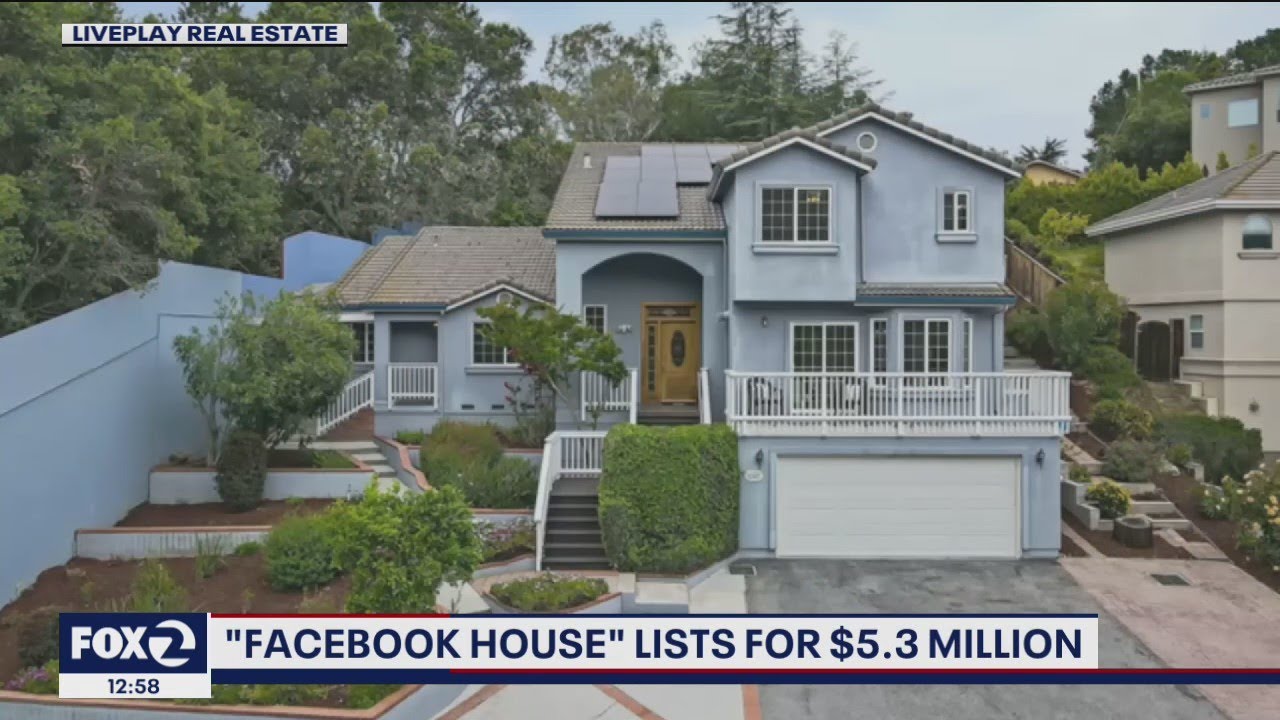 LIVEPLAY REAL ESTATE
FOX 2
"FACEBOOK HOUSE" LISTS FOR $5.3 MILLION
12:58